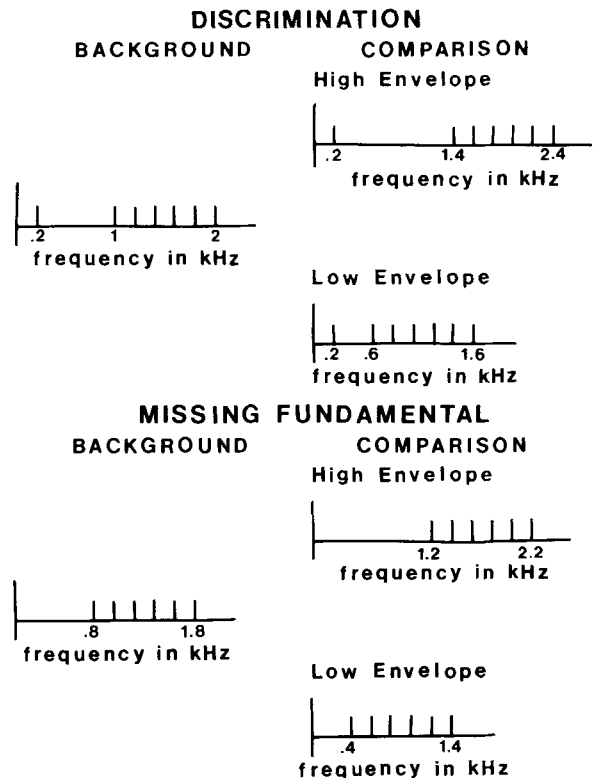 DISCRIMINATION
BACKGROUND COMPARISON
High Envelope
.2 1.4 2.4
frequency in kHz
.2 1 2
frequency in kHz
Low Envelope
.2 .6 1.6
frequency in kHz
MISSING FUNDAMENTAL
BACKGROUND COMPARISON
High Envelope
1.2 2.2
frequency in kHz
.8 1.8
frequency in kHz
Low Envelope
.4 1.4
frequency in kHz